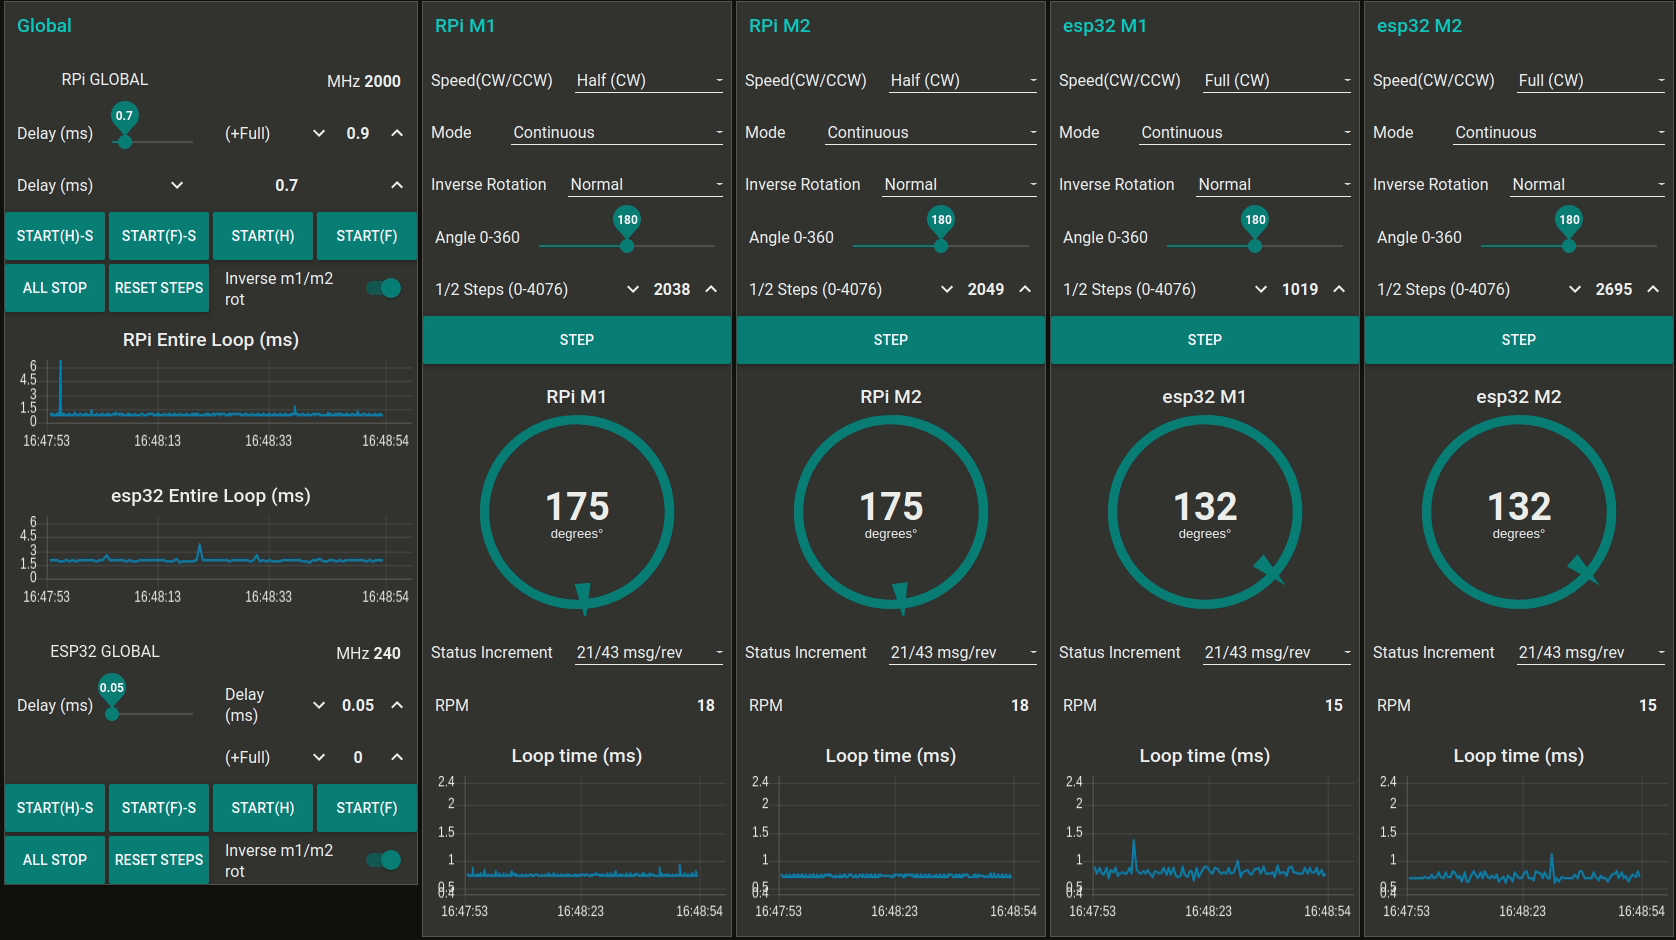 Global
RPi GLOBAL
MHz 2000
0.7
Delay (ms)
(+Full)
0.9
Delay (ms)
0.7
START(H)-S
START(F)-S
START(H)
START(F)
ALL STOP
RESET STEPS
Inverse m1/m2
rot
RPi Entire Loop (ms)
6
4.5
3
1.5
0
16:47:53
16:48:13
16:48:33
16:48:54
esp32 Entire Loop (ms)
6
4.5
3
1.5
0
16:47:53
16:48:13
16:48:33
16:48:54
ESP32 GLOBAL
MHz 240
0.05
Delay (ms)
Delay
(ms)
0.05
(+Full)
0
START(H)-S
START(F)-S
START(H)
START(F)
ALL STOP
RESET STEPS
Inverse m1/m2
rot
RPi M1
Speed(CW/CCW)
Half (CW)
Mode
Continuous
Inverse Rotation
Normal
180
Angle 0-360
1/2 Steps (0-4076)
2038
STEP
RPi M1
175
degrees°
Status Increment
21/43 msg/rev
RPM
18
Loop time (ms)
2.4
2
1.5
1
0.5
0.4
16:47:53
16:48:23
16:48:54
RPi M2
Speed(CW/CCW)
Half (CW)
Mode
Continuous
Inverse Rotation
Normal
180
Angle 0-360
1/2 Steps (0-4076)
2049
STEP
RPi M2
175
degrees°
Status Increment
21/43 msg/rev
RPM
18
Loop time (ms)
2.4
2
1.5
1
0.5
0.4
16:47:53
16:48:23
16:48:54
esp32 M1
Speed(CW/CCW)
Full (CW)
Mode
Continuous
Inverse Rotation
Normal
180
Angle 0-360
1/2 Steps (0-4076)
1019
STEP
esp32 M1
132
degrees°
Status Increment
21/43 msg/rev
RPM
15
Loop time (ms)
2.4
2
1.5
1
0.5
0.4
16:47:53
16:48:23
16:48:54
esp32 M2
Speed(CW/CCW)
Full (CW)
Mode
Continuous
Inverse Rotation
Normal
180
Angle 0-360
1/2 Steps (0-4076)
2695
STEP
esp32 M2
132
degrees°
Status Increment
21/43 msg/rev
RPM
15
Loop time (ms)
2.4
2
1.5
1
0.5
0.4
16:47:53
16:48:23
16:48:54